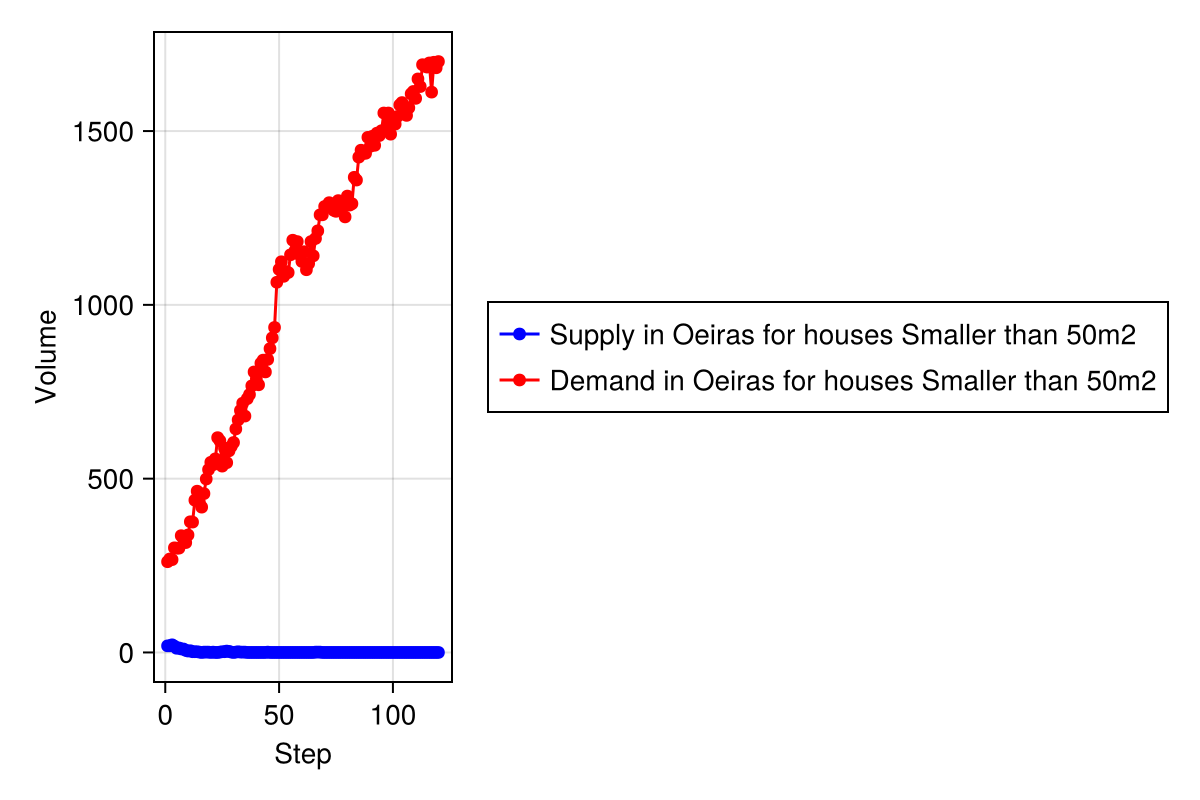 1500
1000
500
0
Volume
0 50 100
Step
Supply in Oeiras for houses Smaller than 50m2
Demand in Oeiras for houses Smaller than 50m2